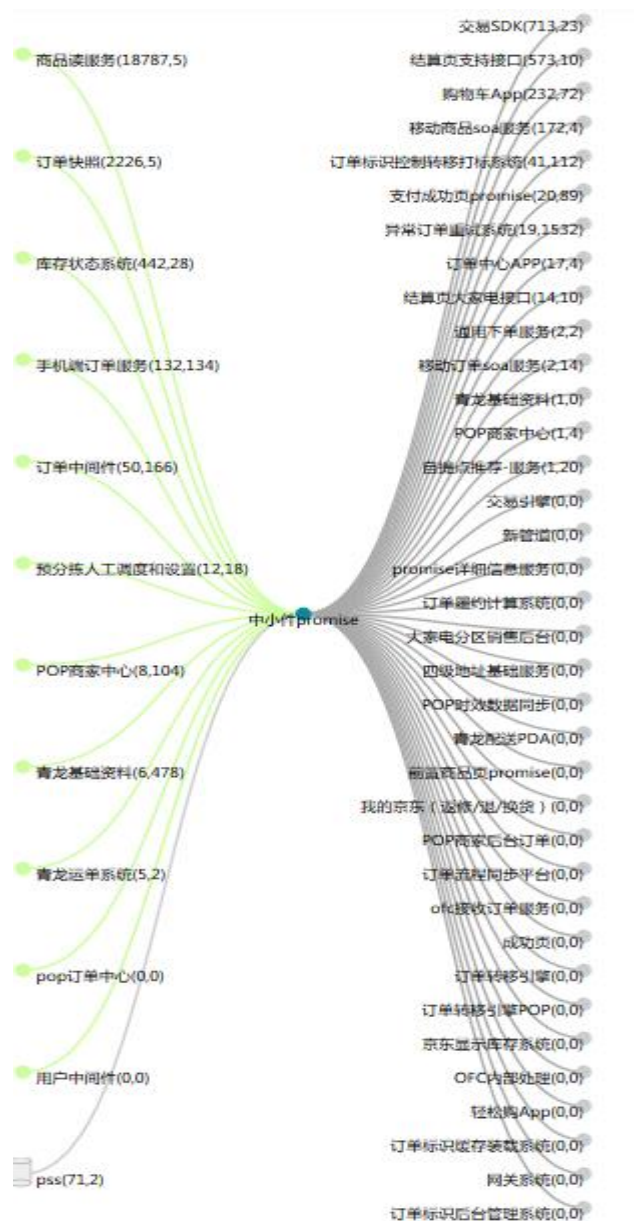 商品读服务(18787,5)
订单快照(2226,5)
库存状态系统(442,28)
手机端订单服务(132,134)
订单中间件(50,166)
预分拣人工调度和设置(12,18)
POP商家中心(8,104)
青龙基础资料(6,478)
青龙运单系统(5,2)
pop订单中心(0,0)
用户中间件(0,0)
pss(71,2)
中小件promise
交易SDK(713,23)
结算页支持接口(573,10)
购物车App(232,72)
移动商品soa服务(172,4)
订单标识控制转移打标系统(41,112)
支付成功页promise(20,89)
异常订单重试系统(19,1532)
订单中心APP(17,4)
结算页大家电接口(14,10)
通用下单服务(2,2)
移动订单soa服务(2,14)
青龙基础资料(1,0)
POP商家中心(1,4)
自提点推荐-服务(1,20)
交易引擎(0,0)
新管道(0,0)
promise详细信息服务(0,0)
订单履约计算系统(0,0)
大家电分区销售后台(0,0)
四级地址基础服务(0,0)
POP时效数据同步(0,0)
青龙配送PDA(0,0)
前置商品页promise(0,0)
我的京东（返修/退/换货）(0,0)
POP商家后台订单(0,0)
订单流程同步平台(0,0)
ofc接收订单服务(0,0)
成功页(0,0)
订单转移引擎(0,0)
订单转移引擎POP(0,0)
京东显示库存系统(0,0)
OFC内部处理(0,0)
轻松购App(0,0)
订单标识缓存装载系统(0,0)
网关系统(0,0)
订单标识后台管理系统(0,0)